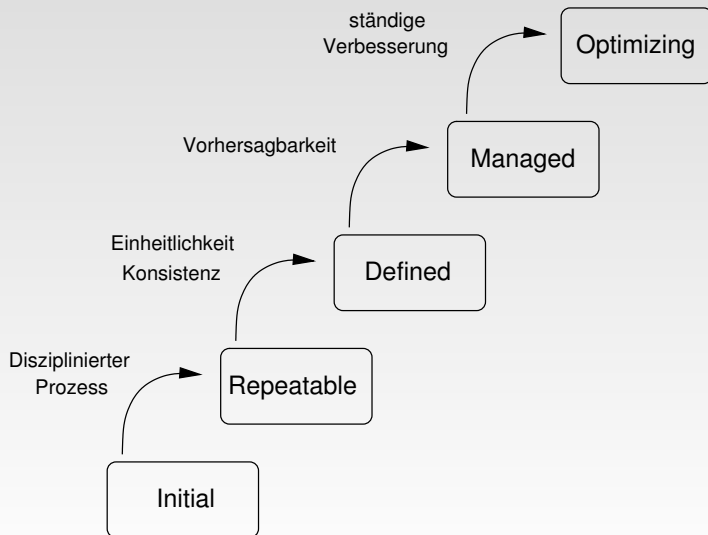 ständige
Verbesserung
Optimizing
Vorhersagbarkeit
Managed
Einheitlichkeit
Konsistenz
Defined
Disziplinierter
Prozess
Repeatable
Initial